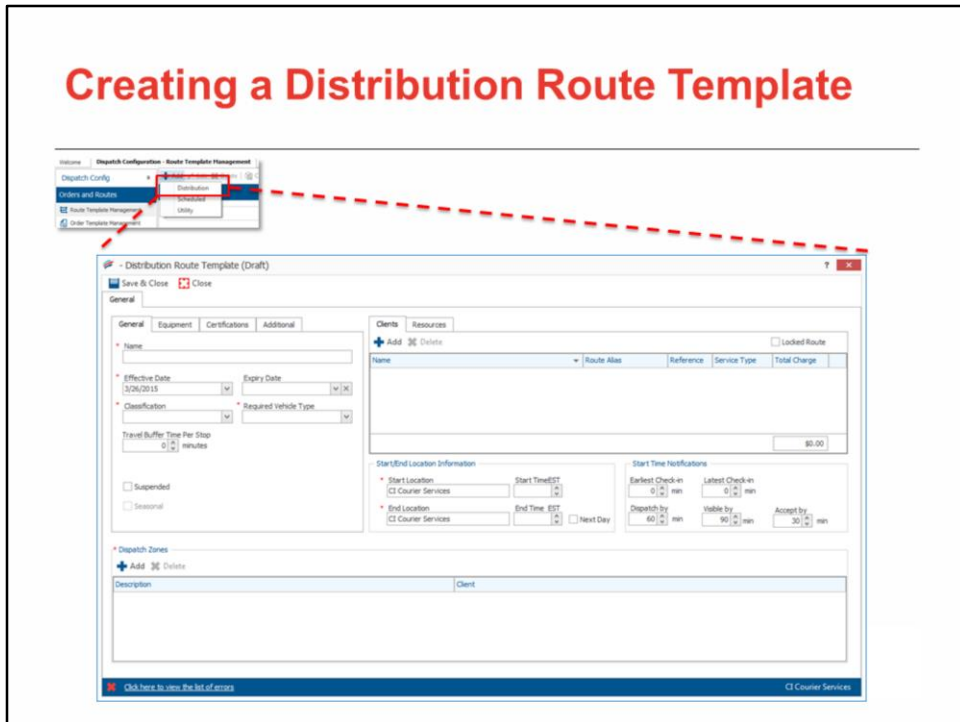 Creating a Distribution Route Template
Welcome Dispatch Configuration - Route Template Management
Dispatch Config × Add
Orders and Routes Distribution
Scheduled
Route Template Management Utility
Order Template Management
- Distribution Route Template (Draft) ? ×
Save & Close Close
General
General Equipment Certifications Additional
* Name
* Effective Date Expiry Date
3/26/2015
* Classification * Required Vehicle Type
Travel Buffer Time Per Stop
0 minutes
Suspended
Seasonal
Clients Resources
Add Delete Locked Route
Name Route Alias Reference Service Type Total Charge
$0.00
Start/End Location Information
* Start Location Start TimeEST
CI Courier Services
* End Location End Time EST
CI Courier Services Next Day
Start Time Notifications
Earliest Check-in Latest Check-in
0 min 0 min
Dispatch by Visible by Accept by
60 min 90 min 30 min
* Dispatch Zones
Add Delete
Description Client
Click here to view the list of errors CI Courier Services